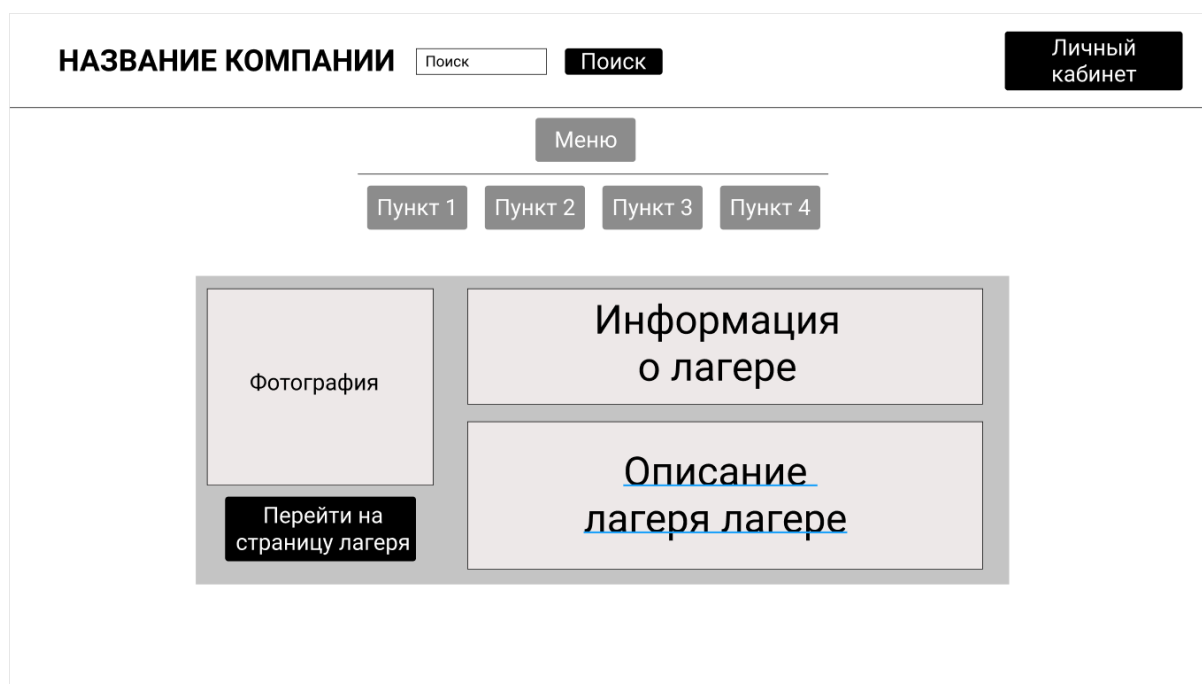 НАЗВАНИЕ КОМПАНИИ
Поиск
Поиск
Личный
кабинет
Меню
Пункт 1
Пункт 2
Пункт 3
Пункт 4
Фотография
Перейти на
страницу лагеря
Информация
о лагере
Описание
лагеря лагере